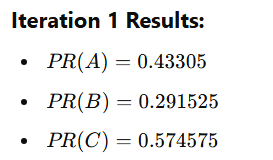 Iteration 1 Results:
• PR(A) = 0.43305
• PR(B) = 0.291525
• PR(C) = 0.574575